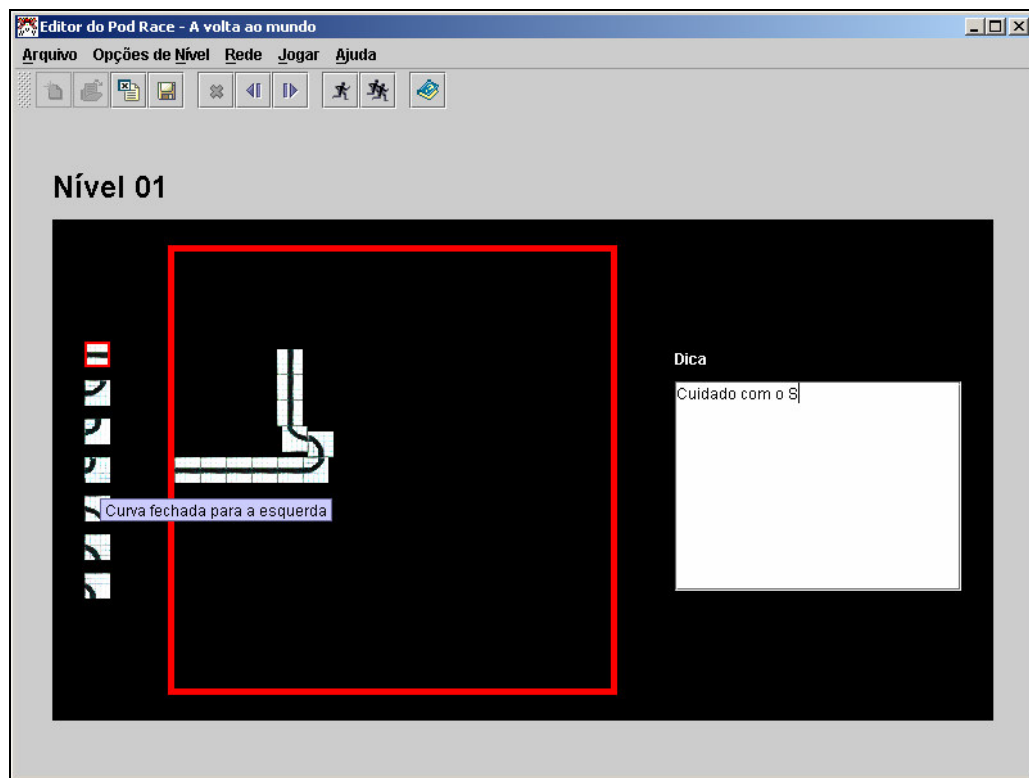 Editor do Pod Race - A volta ao mundo
Arquivo Opções de Nível Rede Jogar Ajuda
Nível 01
Dica
Cuidado com o S
Curva fechada para a esquerda